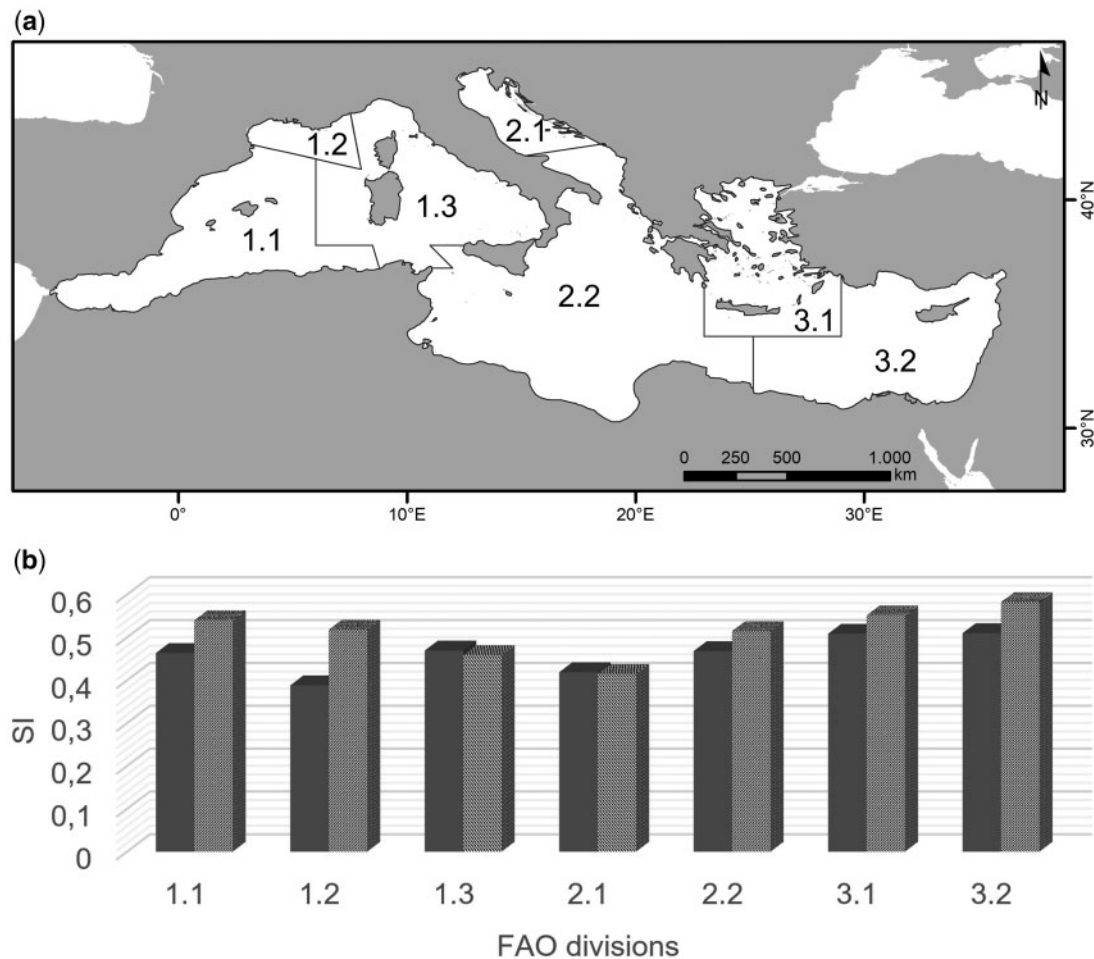 (a)
N
1.2
2.1
1.3
1.1
2.2
3.1
3.2
40°N
30°N
0 250 500 1.000
km
0° 10°E 20°E 30°E
(b)
0,6
0,5
0,4
0,3
0,2
0,1
0
SI
1.1 1.2 1.3 2.1 2.2 3.1 3.2
FAO divisions